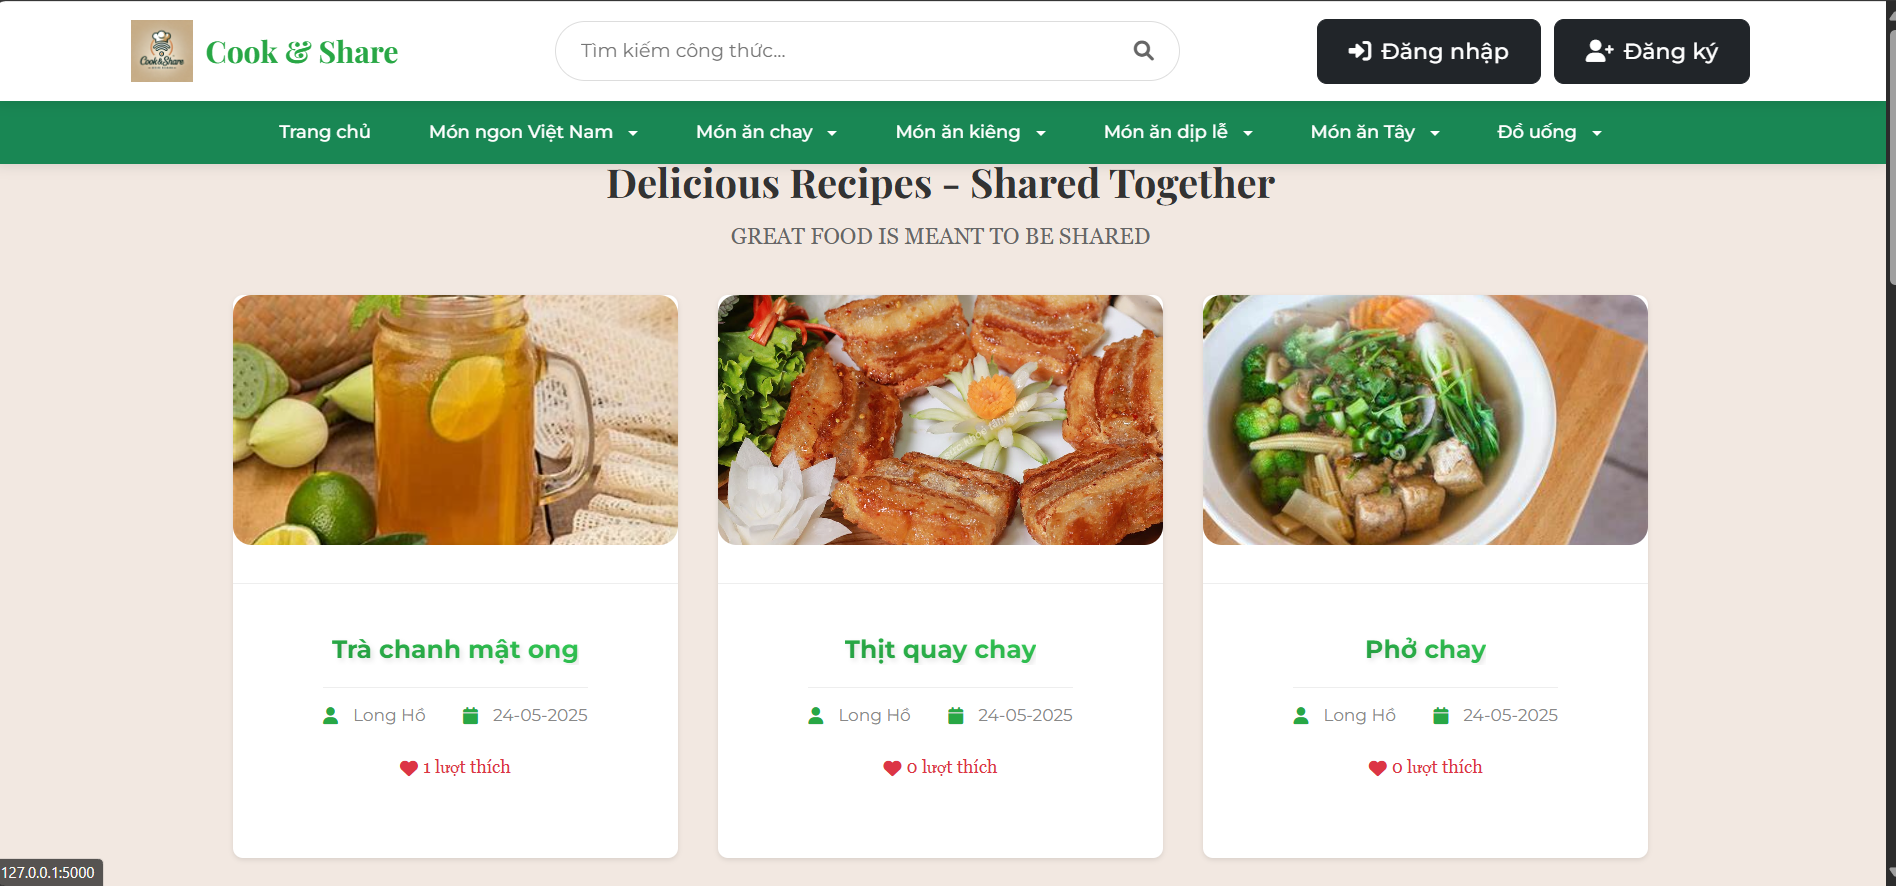 Cook & Share
Cook & Share
Tìm kiếm công thức...
Đăng nhập
Đăng ký
Trang chủ
Món ngon Việt Nam
Món ăn chay
Món ăn kiêng
Món ăn dịp lễ
Món ăn Tây
Đồ uống
Delicious Recipes - Shared Together
GREAT FOOD IS MEANT TO BE SHARED
Trà chanh mật ong
Long Hồ 24-05-2025
1 lượt thích
Thịt quay chay
Long Hồ 24-05-2025
0 lượt thích
Phở chay
Long Hồ 24-05-2025
0 lượt thích
127.0.0.1:5000